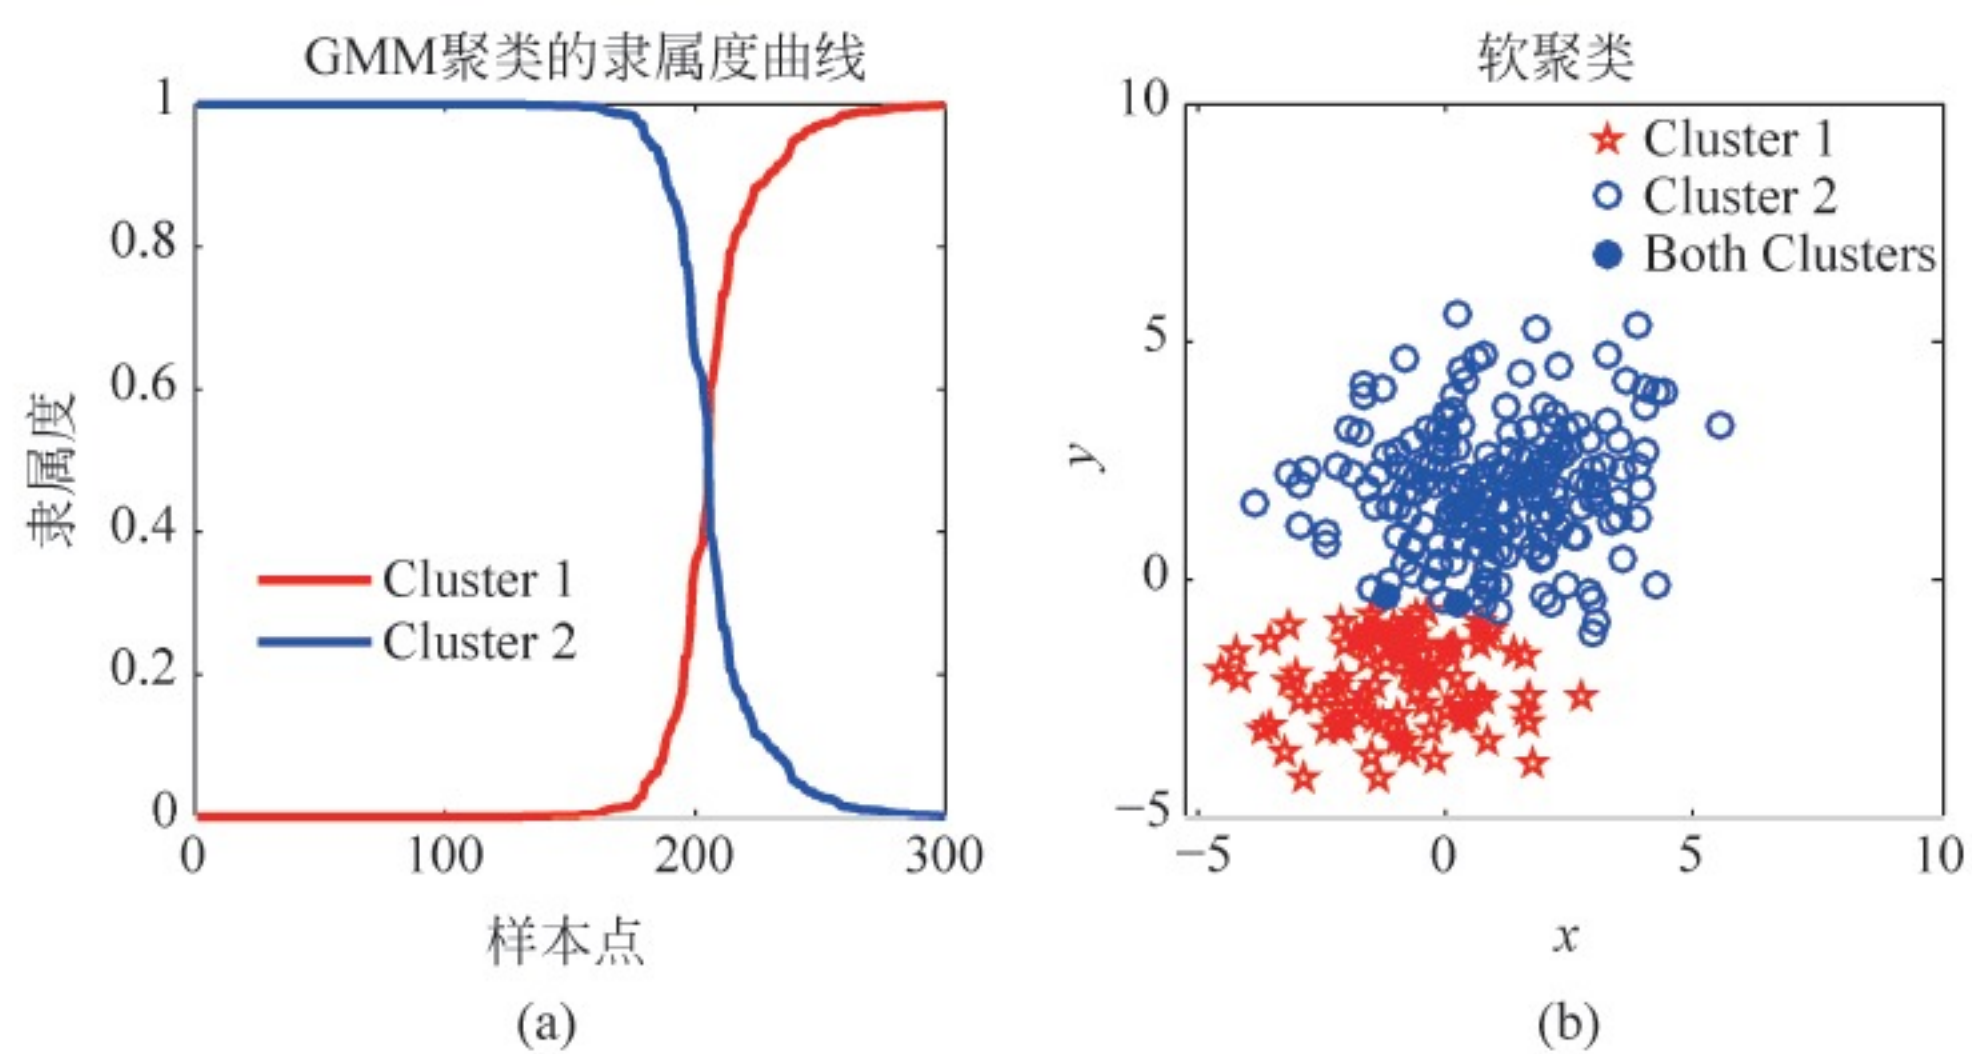 GMM聚类的隶属度曲线
1
0.8
0.6
0.4
0.2
0
隶属度
Cluster 1
Cluster 2
0 100 200 300
样本点
(a)
软聚类
10
5
0
−5
y
Cluster 1
Cluster 2
Both Clusters
−5 0 5 10
x
(b)